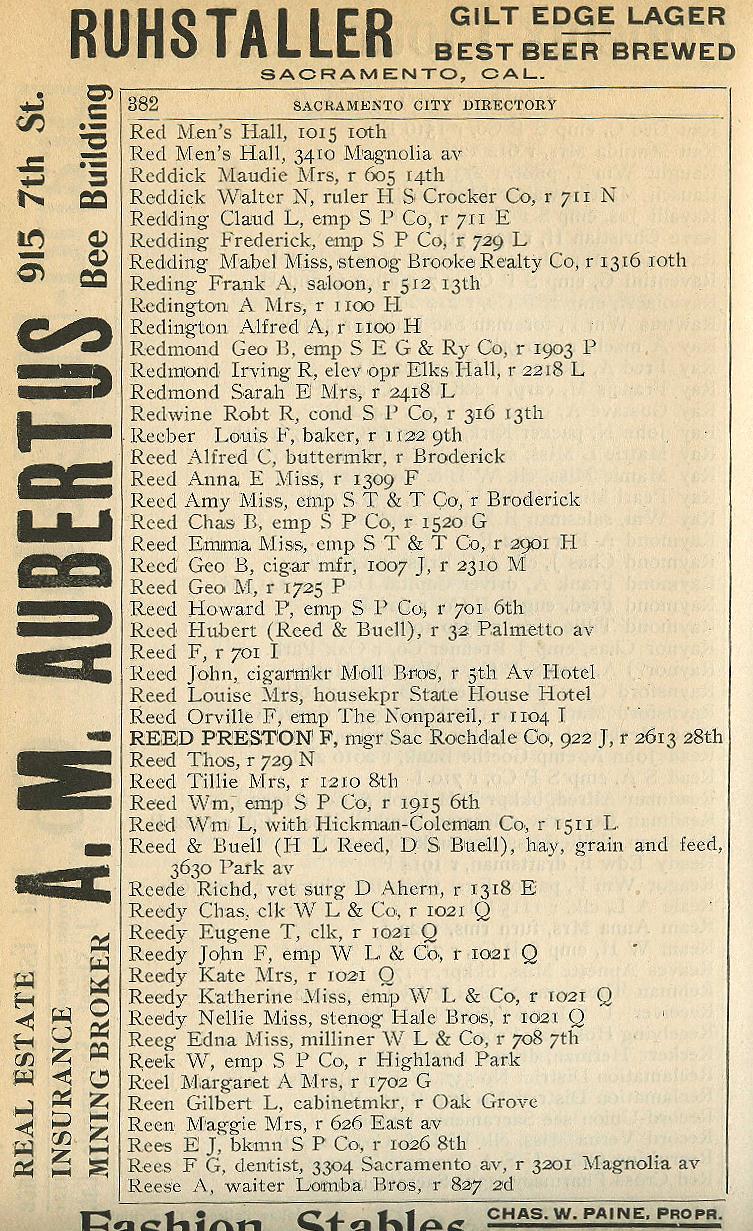 RUHSTALLER
GILT EDGE LAGER
BEST BEER BREWED
SACRAMENTO, CAL.
915 7th St.
Bee Building
A. M. AUBERTUS
REAL ESTATE
INSURANCE
MINING BROKER
382 SACRAMENTO CITY DIRECTORY
Red Men's Hall, 1015 10th
Red Men's Hall, 3410 Magnolia av
Reddick Maudie Mrs, r 605 14th
Reddick Walter N, ruler H S Crocker Co, r 711 N
Redding Claud L, emp S P Co, r 711 E
Redding Frederick, emp S P Co, r 729 L
Redding Mabel Miss, stenog Brooke Realty Co, r 1316 10th
Reding Frank A, saloon, r 512 13th
Redington A Mrs, r 1100 H
Redington Alfred A, r 1100 H
Redmond Geo B, emp S E G & Ry Co, r 1903 P
Redmond Irving R, elev opr Elks Hall, r 2218 L
Redmond Sarah E Mrs, r 2418 L
Redwine Robt R, cond S P Co, r 316 13th
Reeber Louis F, baker, r 1122 9th
Reed Alfred C, buttermkr, r Broderick
Reed Anna E Miss, r 1309 F
Reed Amy Miss, emp S T & T Co, r Broderick
Reed Chas B, emp S P Co, r 1520 G
Reed Emma Miss, emp S T & T Co, r 2901 H
Reed Geo B, cigar mfr, 1007 J, r 2310 M
Reed Geo M, r 1725 P
Reed Howard P, emp S P Co, r 701 6th
Reed Hubert (Reed & Buell), r 32 Palmetto av
Reed F, r 701 I
Reed John, cigarmkr Moll Bros, r 5th Av Hotel
Reed Louise Mrs, housekpr State House Hotel
Reed Orville F, emp The Nonpareil, r 1104 I
REED PRESTON F, mgr Sac Rochdale Co, 922 J, r 2613 28th
Reed Thos, r 729 N
Reed Tillie Mrs, r 1210 8th
Reed Wm, emp S P Co, r 1915 6th
Reed Wm L, with Hickman-Coleman Co, r 1511 L
Reed & Buell (H L Reed, D S Buell), hay, grain and feed,
3630 Park av
Reede Richd, vet surg D Ahern, r 1318 E
Reedy Chas, clk W L & Co, r 1021 Q
Reedy Eugene T, clk, r 1021 Q
Reedy John F, emp W L & Co, r 1021 Q
Reedy Kate Mrs, r 1021 Q
Reedy Katherine Miss, emp W L & Co, r 1021 Q
Reedy Nellie Miss, stenog Hale Bros, r 1021 Q
Reeg Edna Miss, milliner W L & Co, r 708 7th
Reek W, emp S P Co, r Highland Park
Reel Margaret A Mrs, r 1702 G
Reen Gilbert L, cabinetmkr, r Oak Grove
Reen Maggie Mrs, r 626 East av
Rees E J, bkmn S P Co, r 1026 8th
Rees F G, dentist, 3304 Sacramento av, r 3201 Magnolia av
Reese A, waiter Lomba Bros, r 827 2d
Fashion Stables
CHAS. W. PAINE, PROPR.